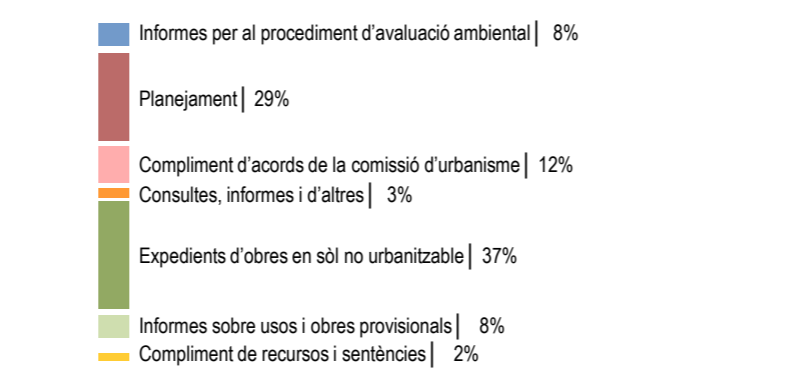 Informes per al procediment d’avaluació ambiental| 8%
Planejament| 29%
Compliment d’acords de la comissió d’urbanisme| 12%
Consultes, informes i d’altres| 3%
Expedients d’obres en sòl no urbanitzable| 37%
Informes sobre usos i obres provisionals| 8%
Compliment de recursos i sentències| 2%